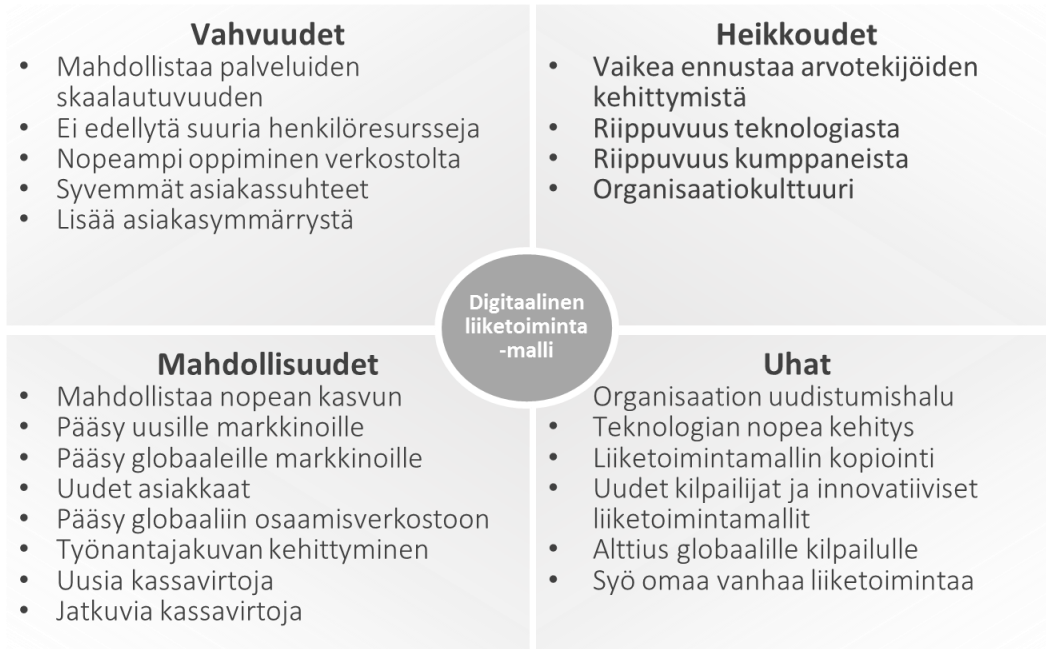 Vahvuudet
• Mahdollistaa palveluiden
skaalautuvuuden
• Ei edellytä suuria henkilöresursseja
• Nopeampi oppiminen verkostolta
• Syvemmät asiakassuhteet
• Lisää asiakasymmärrystä
Heikkoudet
• Vaikea ennustaa arvotekijöiden
kehittymistä
• Riippuvuus teknologiasta
• Riippuvuus kumppaneista
• Organisaatiokulttuuri
Digitaalinen
liiketoiminta
-malli
Mahdollisuudet
• Mahdollistaa nopean kasvun
• Pääsy uusille markkinoille
• Pääsy globaaleille markkinoille
• Uudet asiakkaat
• Pääsy globaaliin osaamisverkostoon
• Työnantajakuvan kehittyminen
• Uusia kassavirtoja
• Jatkuvia kassavirtoja
Uhat
Organisaation uudistumishalu
• Teknologian nopea kehitys
• Liiketoimintamallin kopiointi
• Uudet kilpailijat ja innovatiiviset
liiketoimintamallit
• Alttius globaalille kilpailulle
• Syö omaa vanhaa liiketoimintaa